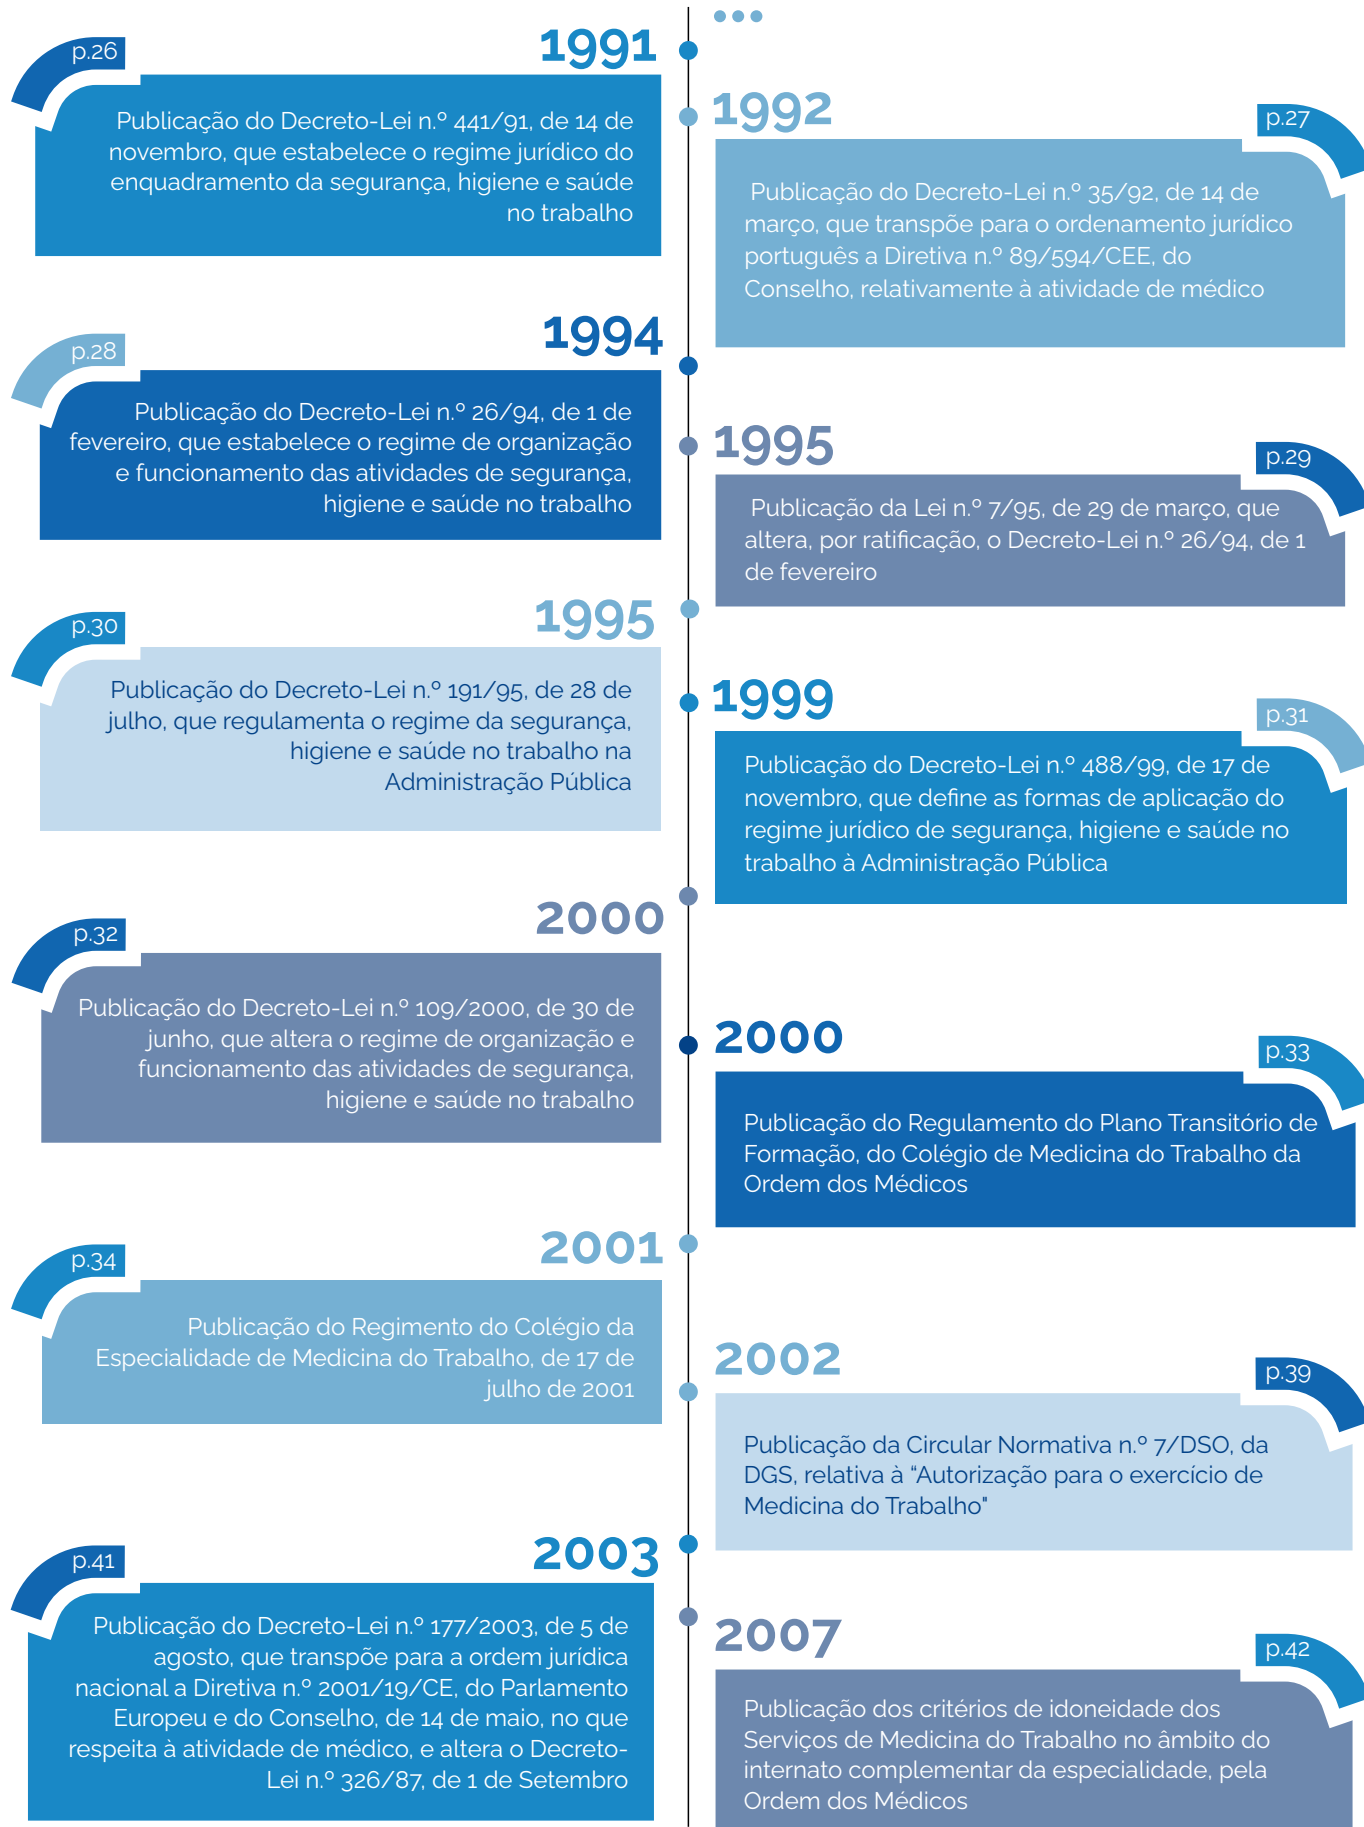 ...
1991
p.26
Publicação do Decreto-Lei n.º 441/91, de 14 de
novembro, que estabelece o regime jurídico do
enquadramento da segurança, higiene e saúde
no trabalho
1992
p.27
Publicação do Decreto-Lei n.º 35/92, de 14 de
março, que transpõe para o ordenamento jurídico
português a Diretiva n.º 89/594/CEE, do
Conselho, relativamente à atividade de médico
1994
p.28
Publicação do Decreto-Lei n.º 26/94, de 1 de
fevereiro, que estabelece o regime de organização
e funcionamento das atividades de segurança,
higiene e saúde no trabalho
1995
p.29
Publicação da Lei n.º 7/95, de 29 de março, que
altera, por ratificação, o Decreto-Lei n.º 26/94, de 1
de fevereiro
1995
p.30
Publicação do Decreto-Lei n.º 191/95, de 28 de
julho, que regulamenta o regime da segurança,
higiene e saúde no trabalho na
Administração Pública
1999
p.31
Publicação do Decreto-Lei n.º 488/99, de 17 de
novembro, que define as formas de aplicação do
regime jurídico de segurança, higiene e saúde no
trabalho à Administração Pública
2000
p.32
Publicação do Decreto-Lei n.º 109/2000, de 30 de
junho, que altera o regime de organização e
funcionamento das atividades de segurança,
higiene e saúde no trabalho
2000
p.33
Publicação do Regulamento do Plano Transitório de
Formação, do Colégio de Medicina do Trabalho da
Ordem dos Médicos
2001
p.34
Publicação do Regimento do Colégio da
Especialidade de Medicina do Trabalho, de 17 de
julho de 2001
2002
p.39
Publicação da Circular Normativa n.º 7/DSO, da
DGS, relativa à “Autorização para o exercício de
Medicina do Trabalho"
2003
p.41
Publicação do Decreto-Lei n.º 177/2003, de 5 de
agosto, que transpõe para a ordem jurídica
nacional a Diretiva n.º 2001/19/CE, do Parlamento
Europeu e do Conselho, de 14 de maio, no que
respeita à atividade de médico, e altera o Decreto-
Lei n.º 326/87, de 1 de Setembro
2007
p.42
Publicação dos critérios de idoneidade dos
Serviços de Medicina do Trabalho no âmbito do
internato complementar da especialidade, pela
Ordem dos Médicos